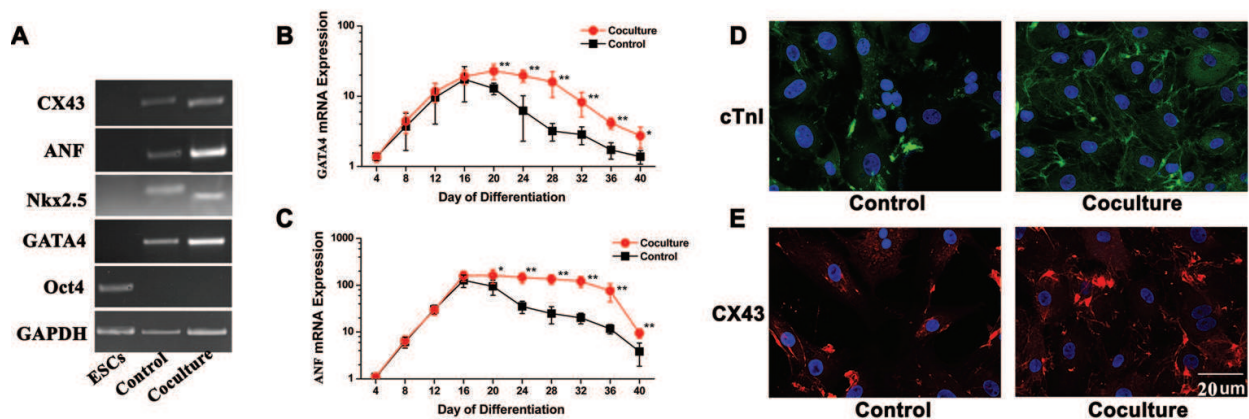 A
CX43
ANF
Nkx2.5
GATA4
Oct4
GAPDH
ESCs
Control
Coculture
B
GATA4 mRNA Expression
100
10
1
Coculture
Control
**
**
**
**
**
*
4 8 12 16 20 24 28 32 36 40
Day of Differentiation
C
ANF mRNA Expression
1000
100
10
1
Coculture
Control
*
**
**
**
**
**
4 8 12 16 20 24 28 32 36 40
Day of Differentiation
D
cTnI
Control
Coculture
E
CX43
20um
Control
Coculture